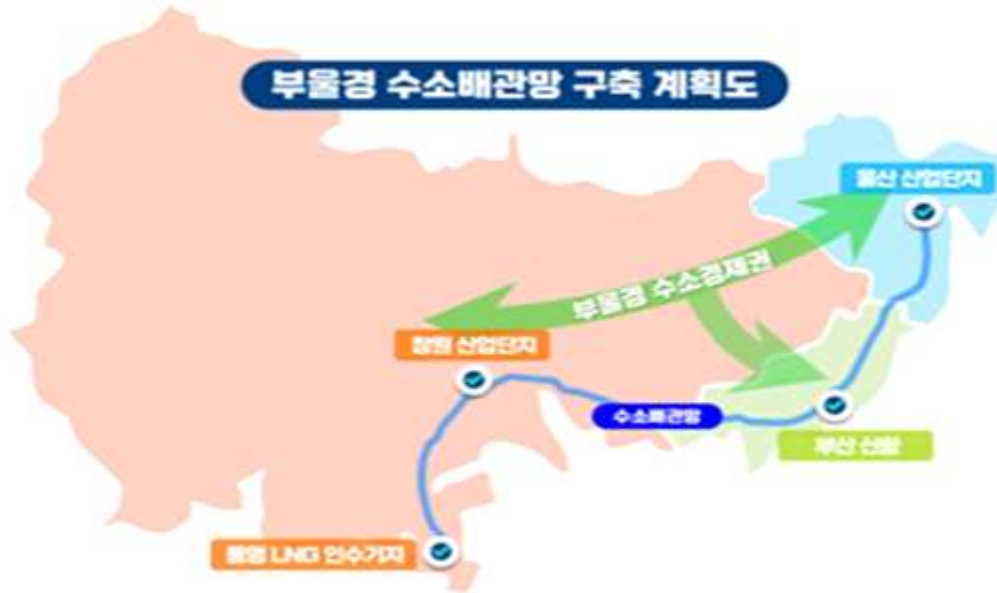 부울경 수소배관망 구축 계획도
울산 산업단지
부울경 수소경제권
창원 산업단지
수소배관망
부산 신항
통영 LNG 인수기지